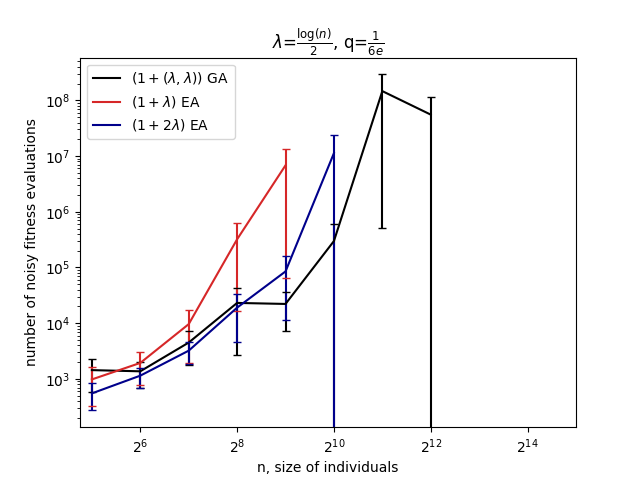 λ=log(n)/2, q=1/6e
(1 + (λ, λ)) GA
(1 + λ) EA
(1 + 2λ) EA
number of noisy fitness evaluations
10^8
10^7
10^6
10^5
10^4
10^3
2^6 2^8 2^10 2^12 2^14
n, size of individuals